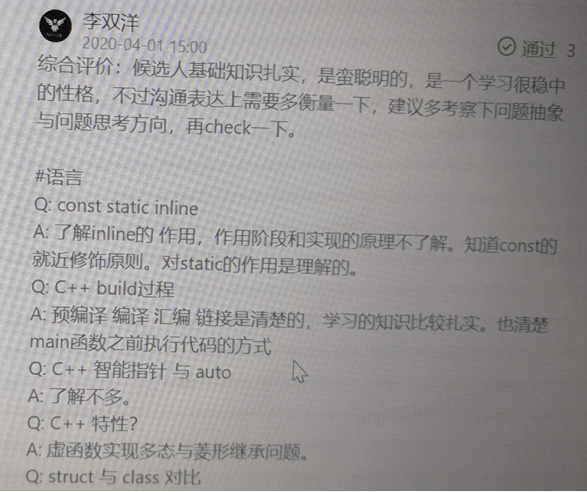 李双洋
2020-04-01 15:00
通过 3
综合评价：候选人基础知识扎实，是蛮聪明的，是一个学习很稳中
的性格，不过沟通表达上需要多衡量一下，建议多考察下问题抽象
与问题思考方向，再check一下。
#语言
Q: const static inline
A: 了解inline的 作用，作用阶段和实现的原理不了解。知道const的
就近修饰原则。对static的作用是理解的。
Q: C++ build过程
A: 预编译 编译 汇编 链接是清楚的，学习的知识比较扎实。也清楚
main函数之前执行代码的方式
Q: C++ 智能指针 与 auto
A: 了解不多。
Q: C++ 特性?
A: 虚函数实现多态与菱形继承问题。
Q: struct 与 class 对比